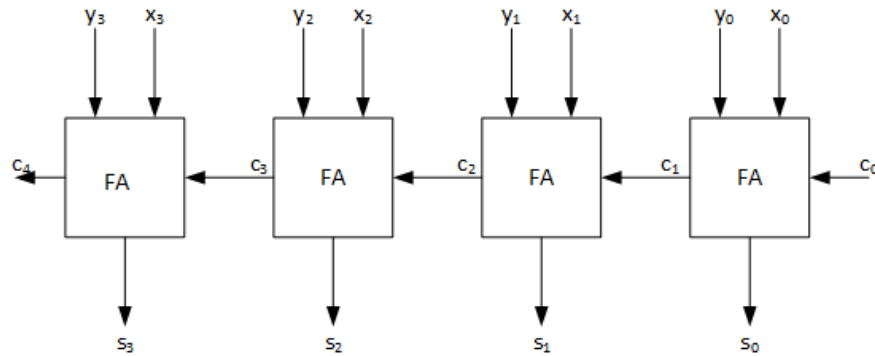 y₃ x₃ y₂ x₂ y₁ x₁ y₀ x₀
c₄ FA c₃ FA c₂ FA c₁ FA c₀
s₃ s₂ s₁ s₀